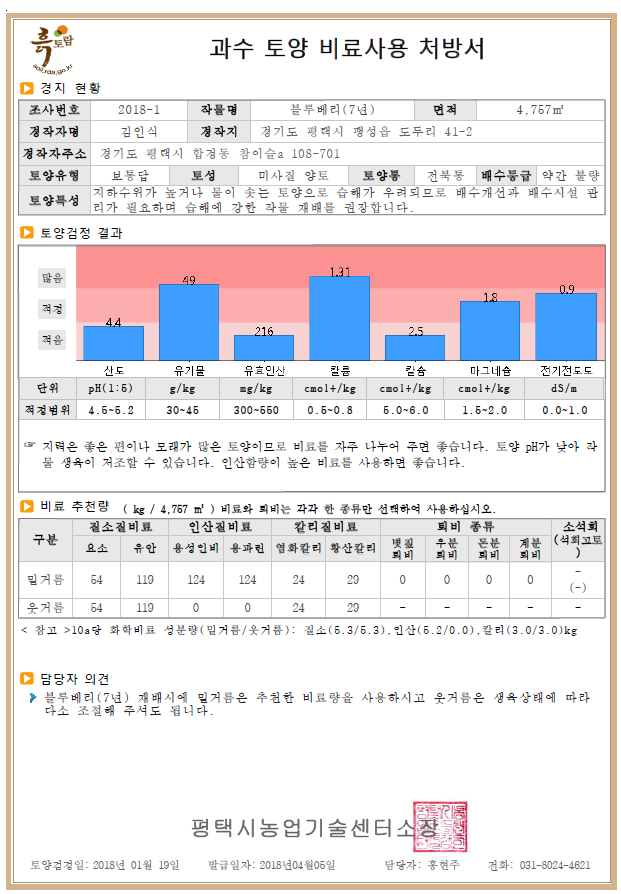 흙토람
soil.rda.go.kr
과수 토양 비료사용 처방서
경지 현황
조사번호 2018-1 작물명 블루베리(7년) 면적 4,757㎡
경작자명 김인식 경작지 경기도 평택시 팽성읍 도두리 41-2
경작자주소 경기도 평택시 합정동 참이슬a 108-701
토양유형 보통답 토성 미사질 양토 토양통 전북통 배수등급 약간 불량
토양특성 지하수위가 높거나 물이 솟는 토양으로 습해가 우려되므로 배수개선과 배수시설 관
리가 필요하며 습해에 강한 작물 재배를 권장합니다.
토양검정 결과
많음
적정
적음
4.4 49 216 1.31 2.5 1.8 0.9
산도 유기물 유효인산 칼륨 칼슘 마그네슘 전기전도도
단위 pH(1:5) g/kg mg/kg cmol+/kg cmol+/kg cmol+/kg dS/m
적정범위 4.5~5.2 30~45 300~550 0.5~0.8 5.0~6.0 1.5~2.0 0.0~1.0
☞ 지력은 좋은 편이나 모래가 많은 토양이므로 비료를 자주 나누어 주면 좋습니다. 토양 pH가 낮아 작
물 생육이 저조할 수 있습니다. 인산함량이 높은 비료를 사용하면 좋습니다.
비료 추천량 ( kg / 4,757 ㎡ ) 비료와 퇴비는 각각 한 종류만 선택하여 사용하십시오.
구분 질소질비료 인산질비료 칼리질비료 퇴비 종류 소석회
(석회고토
)
요소 유안 용성인비 용과린 염화칼리 황산칼리 볏짚
퇴비 우분
퇴비 돈분
퇴비 계분
퇴비
밑거름 54 119 124 124 24 29 0 0 0 0 -
(-)
웃거름 54 119 0 0 24 29 - - - - -
< 참고 >10a당 화학비료 성분량(밑거름/웃거름): 질소(5.3/5.3),인산(5.2/0.0),칼리(3.0/3.0)kg
담당자 의견
블루베리(7년) 재배시에 밑거름은 추천한 비료량을 사용하시고 웃거름은 생육상태에 따라
다소 조절해 주셔도 됩니다.
평택시농업기술센터소장
토양검정일: 2018년 01월 19일 발급일자: 2018년04월05일 담당자: 홍현주 전화: 031-8024-4621